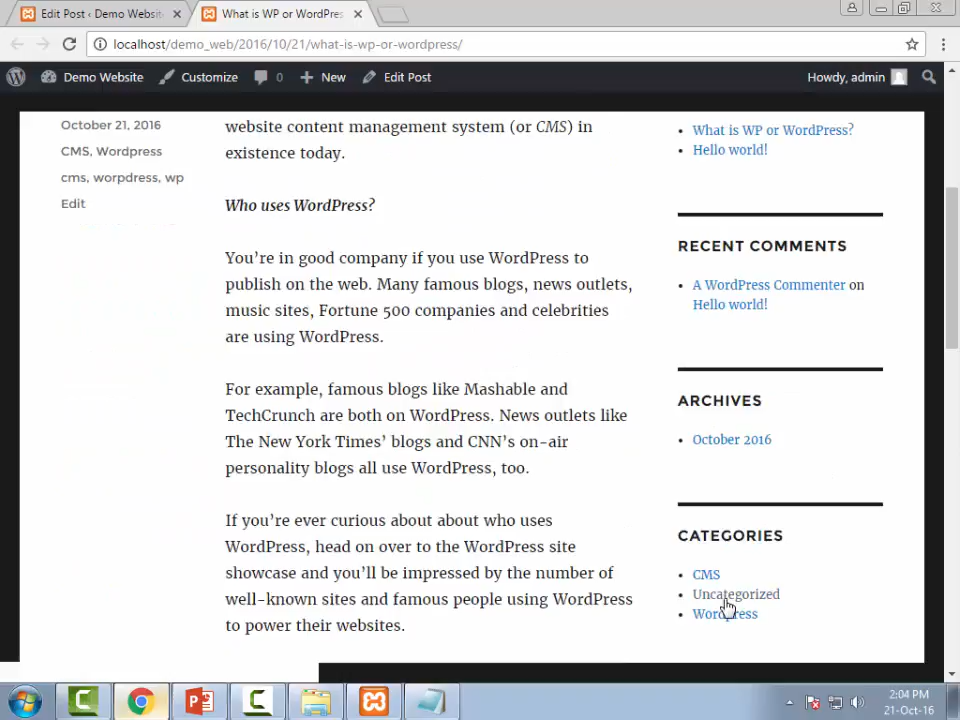 Edit Post ‹ Demo Websit
What is WP or WordPres
localhost/demo_web/2016/10/21/what-is-wp-or-wordpress/
Demo Website
Customize
0
New
Edit Post
Howdy, admin
October 21, 2016
CMS, Wordpress
cms, worpdress, wp
Edit
website content management system (or CMS) in
existence today.
Who uses WordPress?
You’re in good company if you use WordPress to
publish on the web. Many famous blogs, news outlets,
music sites, Fortune 500 companies and celebrities
are using WordPress.
For example, famous blogs like Mashable and
TechCrunch are both on WordPress. News outlets like
The New York Times’ blogs and CNN’s on-air
personality blogs all use WordPress, too.
If you’re ever curious about about who uses
WordPress, head on over to the WordPress site
showcase and you’ll be impressed by the number of
well-known sites and famous people using WordPress
to power their websites.
What is WP or WordPress?
Hello world!
RECENT COMMENTS
A WordPress Commenter on
Hello world!
ARCHIVES
October 2016
CATEGORIES
CMS
Uncategorized
Wordpress
2:04 PM
21-Oct-16